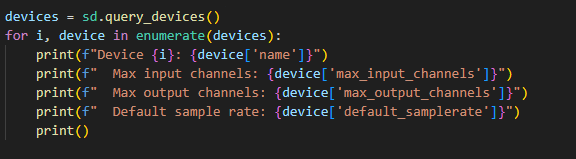 devices = sd.query_devices()
for i, device in enumerate(devices):
    print(f"Device {i}: {device['name']}")
    print(f"  Max input channels: {device['max_input_channels']}")
    print(f"  Max output channels: {device['max_output_channels']}")
    print(f"  Default sample rate: {device['default_samplerate']}")
    print()